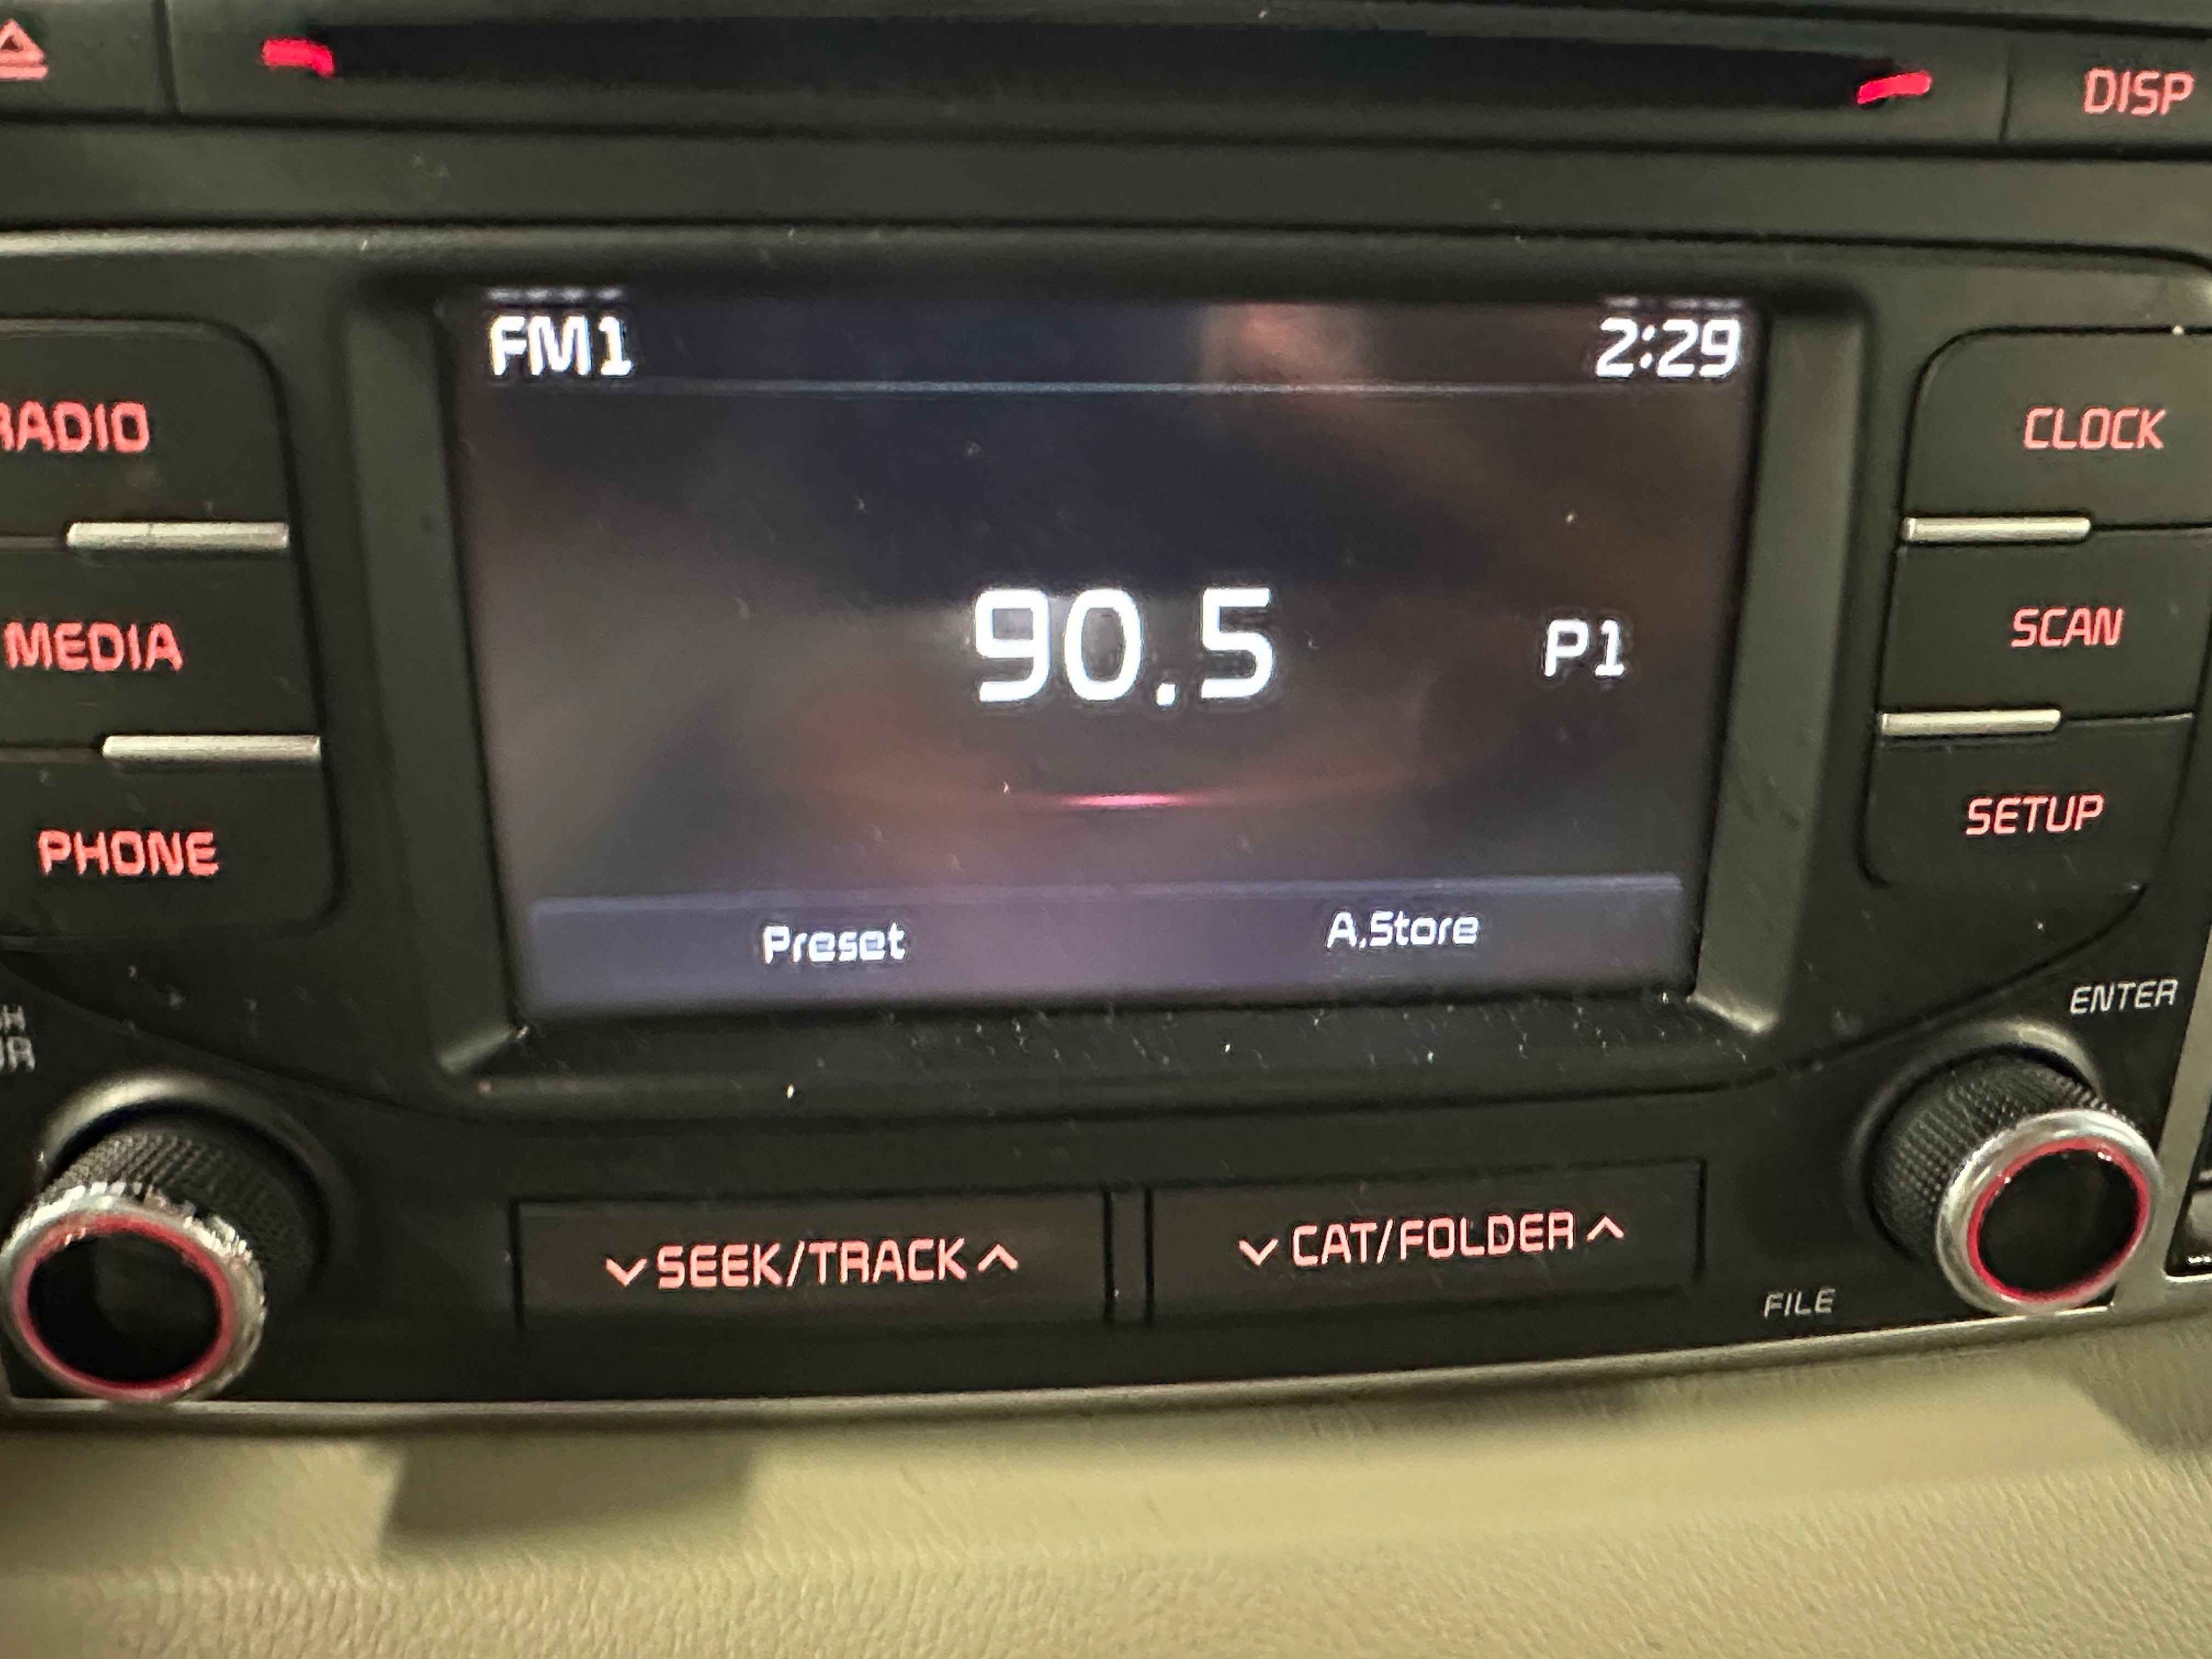 DISP
FM1
2:29
RADIO
CLOCK
90.5
P1
MEDIA
SCAN
PHONE
SETUP
Preset
A.Store
ENTER
SEEK/TRACK
CAT/FOLDER
FILE